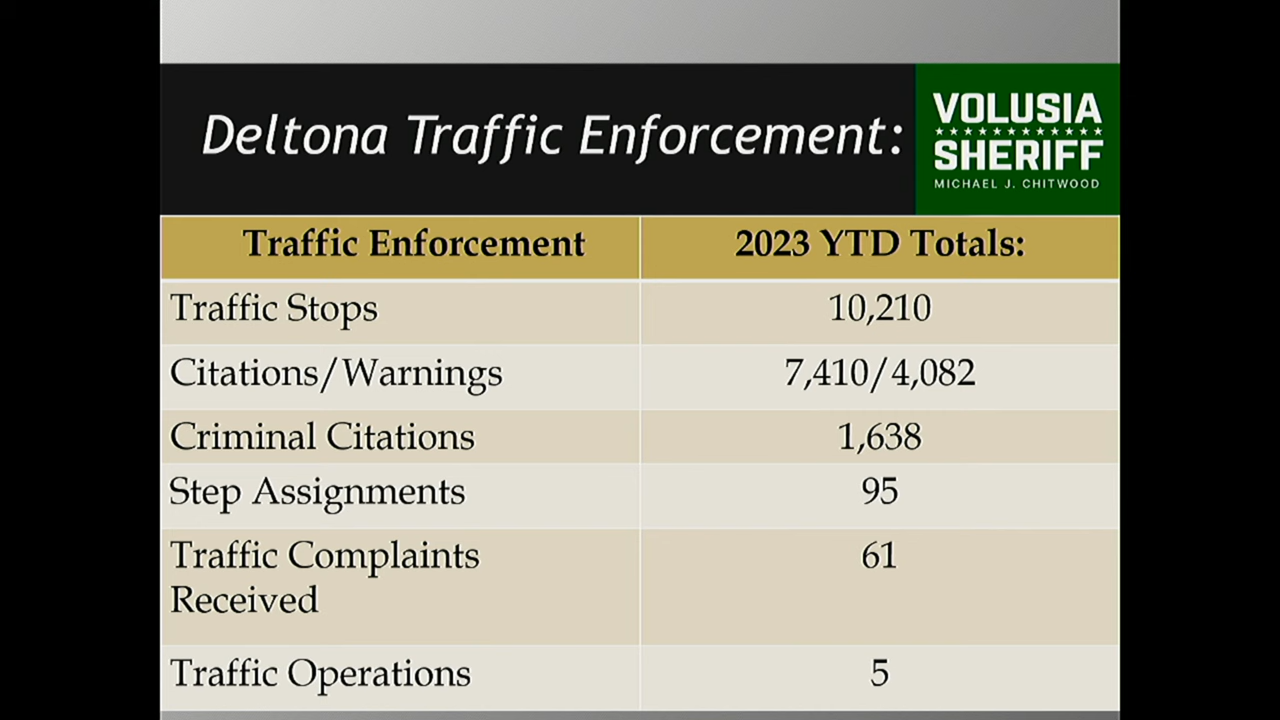 Deltona Traffic Enforcement:
VOLUSIA
SHERIFF
MICHAEL J. CHITWOOD
Traffic Enforcement 2023 YTD Totals:
Traffic Stops 10,210
Citations/Warnings 7,410/4,082
Criminal Citations 1,638
Step Assignments 95
Traffic Complaints 61
Received
Traffic Operations 5